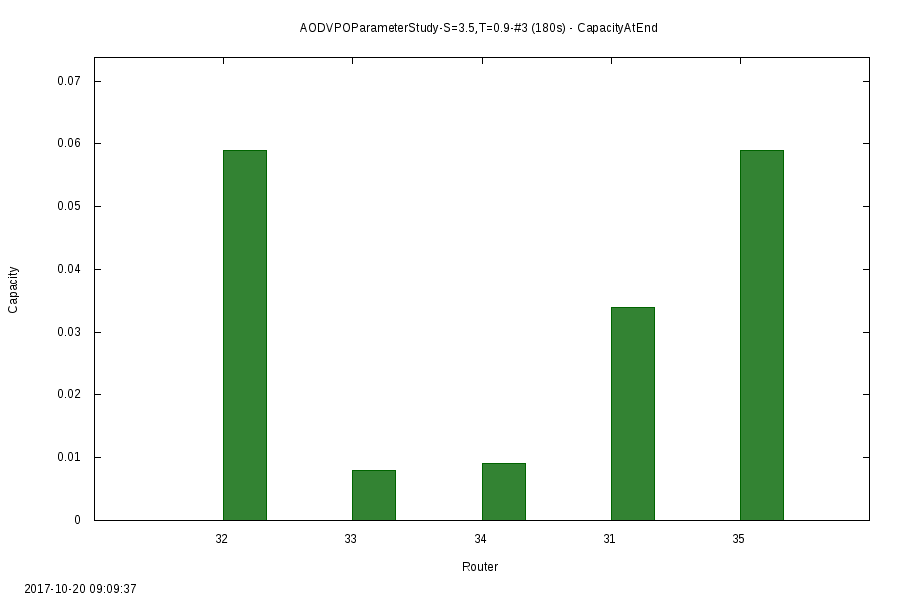 AODVPOParameterStudy-S=3.5,T=0.9-#3 (180s) - CapacityAtEnd
0.07
0.06
0.05
0.04
0.03
0.02
0.01
0
Capacity
32 33 34 31 35
Router
2017-10-20 09:09:37